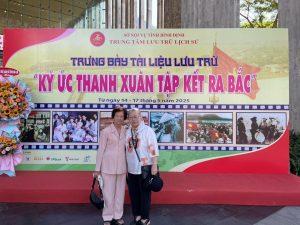 SỞ NỘI VỤ TỈNH BÌNH ĐỊNH
TRUNG TÂM LƯU TRỮ LỊCH SỬ
TRƯNG BÀY TÀI LIỆU LƯU TRỮ
"KÝ ỨC THANH XUÂN TẬP KẾT RA BẮC"
Từ ngày 14 - 17 tháng 5 năm 2025